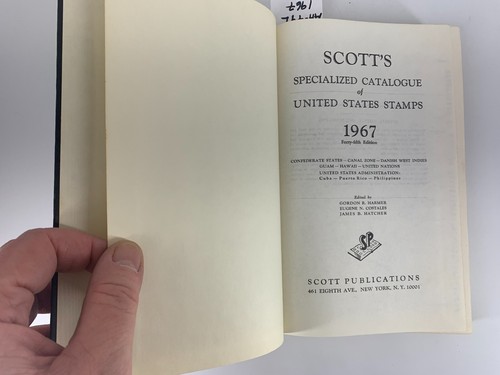 SCOTT'S
SPECIALIZED CATALOGUE
of
UNITED STATES STAMPS
1967
Forty-fifth Edition
CONFEDERATE STATES — CANAL ZONE — DANISH WEST INDIES
GUAM — HAWAII — UNITED NATIONS
UNITED STATES ADMINISTRATION:
Cuba — Puerto Rico — Philippines
Edited by
GORDON R. HARMER
EUGENE N. COSTALES
JAMES B. HATCHER
SP
SCOTT PUBLICATIONS
461 EIGHTH AVE., NEW YORK, N. Y. 10001
1967